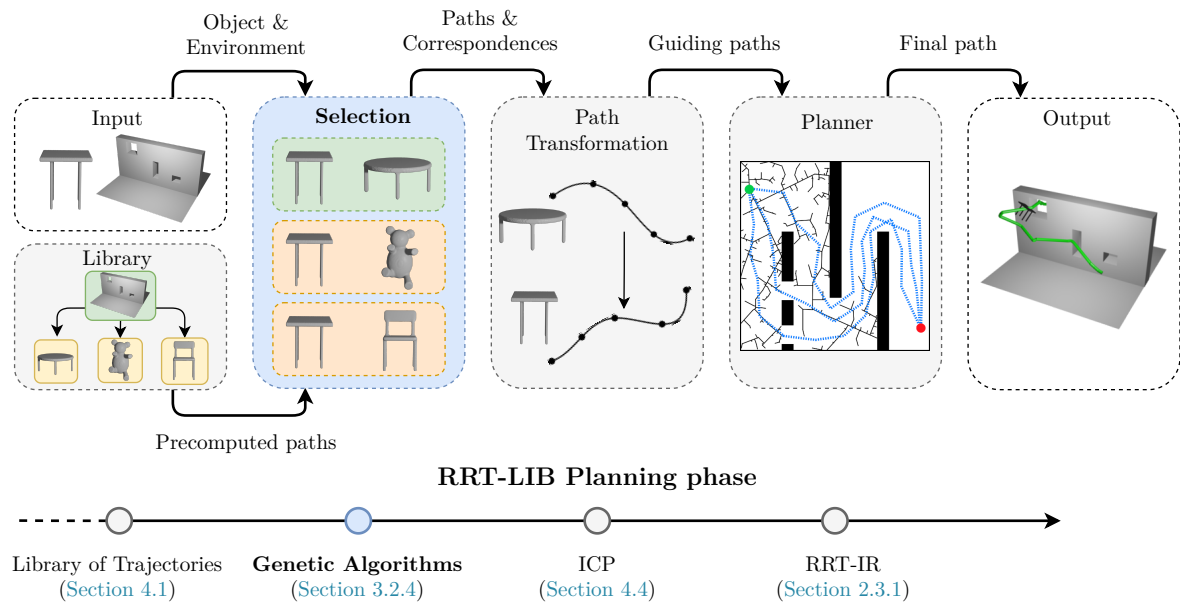 Object &
Environment
Paths &
Correspondences
Guiding paths
Final path
Input
Selection
Path
Transformation
Planner
Output
Library
Precomputed paths
RRT-LIB Planning phase
Library of Trajectories
(Section 4.1)
Genetic Algorithms
(Section 3.2.4)
ICP
(Section 4.4)
RRT-IR
(Section 2.3.1)